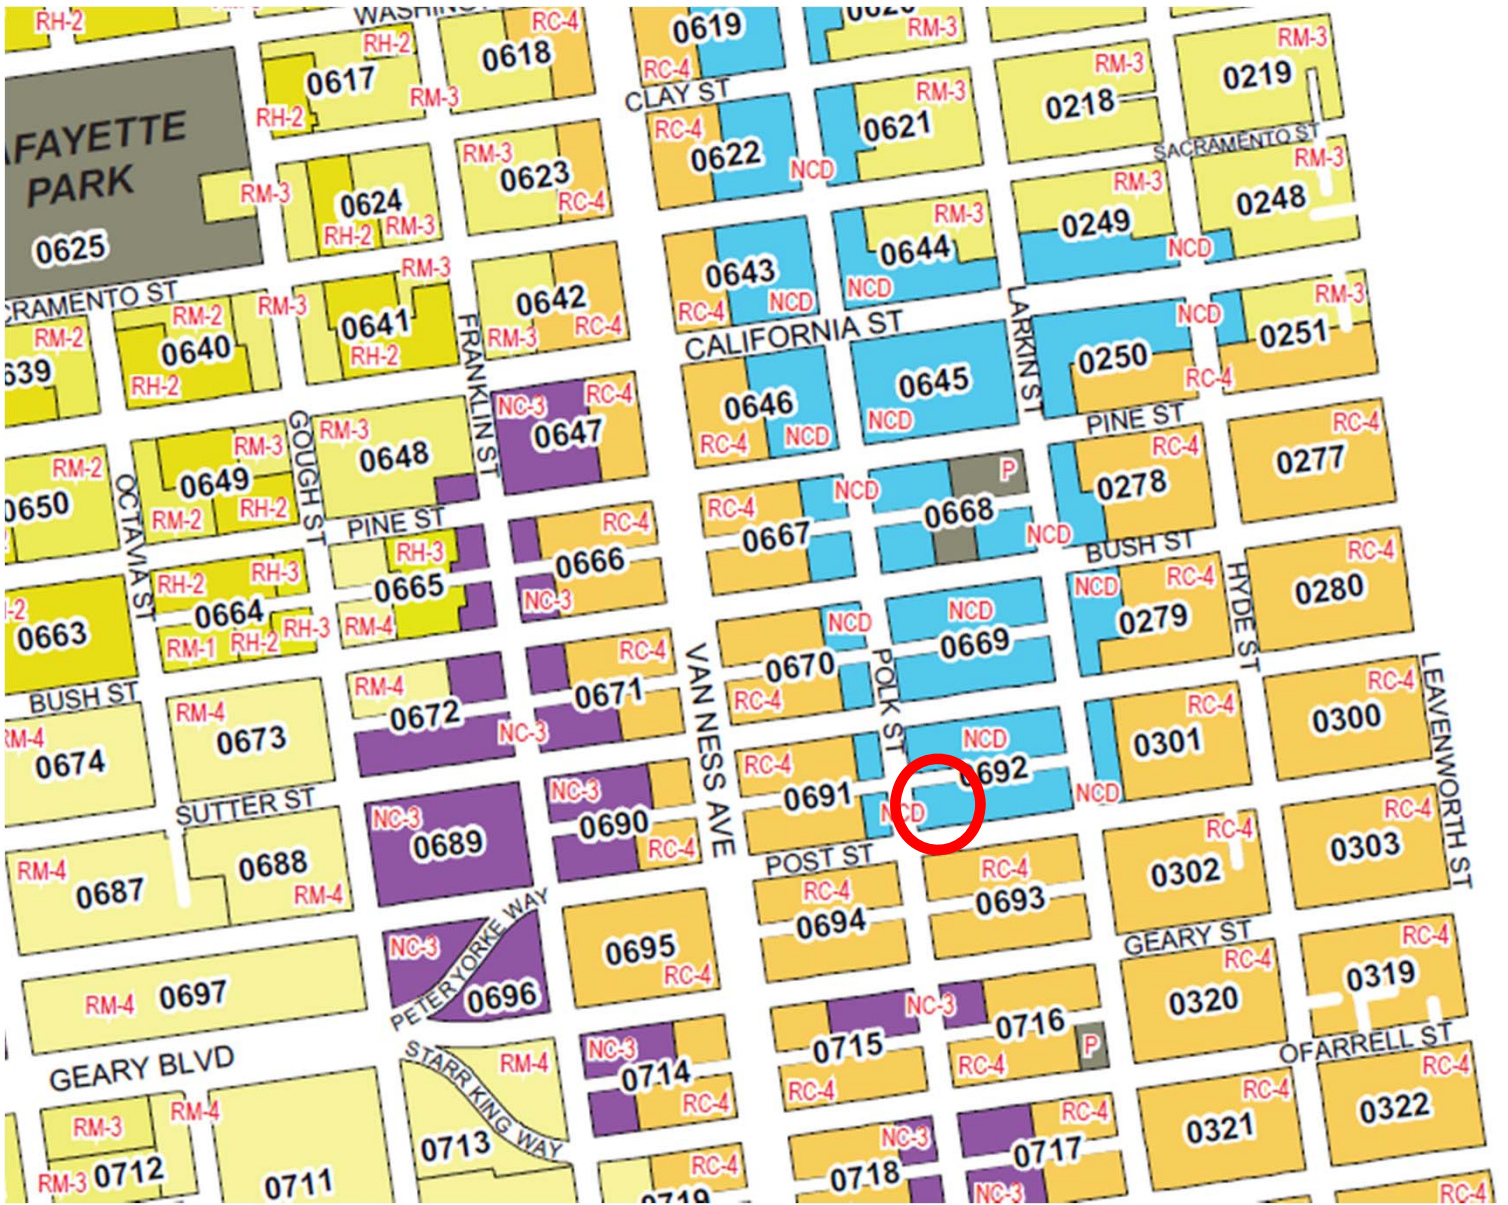 RH-2
WASHING
RC-4
0619
RM-3
0617
RH-2
0618
RC-4
RM-3
0219
RH-2
RM-3
CLAY ST
RM-3
0218
AFAYETTE
PARK
0625
RM-3
0624
RH-2
RM-3
RM-3
0623
RC-4
RC-4
0622
NCD
RM-3
0621
SACRAMENTO ST
RM-3
0248
RM-3
0249
NCD
RM-3
0644
NCD
0643
RC-4
NCD
RM-3
0642
RM-3
RC-4
CRAMENTO ST
RM-2
639
RM-2
0640
RH-2
RM-3
0641
RH-2
FRANKLIN ST
CALIFORNIA ST
LARKIN ST
NCD
RM-3
0251
0250
RC-4
0645
NCD
0646
RC-4
NCD
NC-3
RC-4
0647
RM-3
0648
GOUGH ST
RM-3
0649
RM-2
RH-2
RM-2
0650
OCTAVIA ST
PINE ST
RC-4
0277
RC-4
0278
P
0668
NCD
NCD
RC-4
0667
RC-4
0666
NC-3
PINE ST
RH-3
0665
RM-4
RH-2
RH-3
0664
RM-1
RH-2
RH-3
-2
0663
BUSH ST
BUSH ST
HYDE ST
RC-4
0280
NCD
RC-4
0279
NCD
0669
NCD
0670
RC-4
POLK ST
VAN NESS AVE
RC-4
0671
NC-3
RM-4
0672
RM-4
0673
RM-4
0674
LEAVENWORTH ST
RC-4
0300
RC-4
0301
NCD
NCD
0692
NCD
RC-4
0691
NC-3
0690
RC-4
SUTTER ST
NC-3
0689
RM-4
0687
0688
RM-4
POST ST
RC-4
0303
RC-4
0302
RC-4
0693
RC-4
0694
GEARY ST
0695
RC-4
PETER YORKE WAY
NC-3
0696
RM-4
0697
RC-4
0319
RC-4
0320
OFARRELL ST
NC-3
0716
RC-4
P
0715
RC-4
NC-3
0714
RC-4
STARR KING WAY
RM-4
0713
GEARY BLVD
RM-3
RM-4
RM-3
0712
0711
RC-4
0322
RC-4
0321
RC-4
0717
NC-3
NC-3
0718
RC-4
0719
RC-4